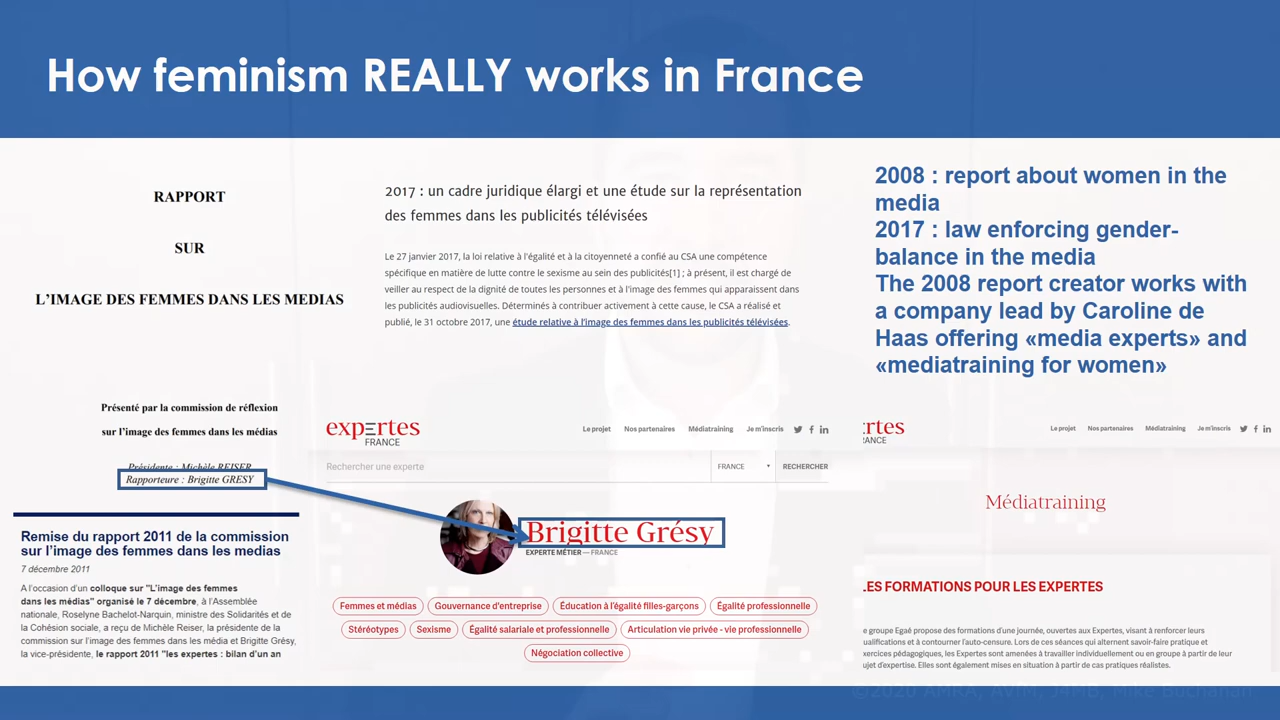 How feminism REALLY works in France
RAPPORT
SUR
L'IMAGE DES FEMMES DANS LES MEDIAS
Présenté par la commission de réflexion
sur l'image des femmes dans les médias
Présidente : Michèle REISER
Rapporteure : Brigitte GRESY
Remise du rapport 2011 de la commission
sur l'image des femmes dans les medias
7 décembre 2011
A l'occasion d'un colloque sur "L'image des femmes
dans les médias" organisé le 7 décembre, à l'Assemblée
nationale, Roselyne Bachelot-Narquin, ministre des Solidarités et de
la Cohésion sociale, a reçu de Michèle Reiser, la présidente de la
commission sur l'image des femmes dans les média et Brigitte GRESY,
la vice-présidente, le rapport 2011 "les expertes : bilan d'un an
2017 : un cadre juridique élargi et une étude sur la représentation
des femmes dans les publicités télévisées
Le 27 janvier 2017, la loi relative à l'égalité et à la citoyenneté a confié au CSA une compétence
spécifique en matière de lutte contre le sexisme au sein des publicités[1] ; à présent, il est chargé de
veiller au respect de la dignité de toutes les personnes et à l'image des femmes qui apparaissent dans
les publicités audiovisuelles. Déterminés à contribuer activement à cette cause, le CSA a réalisé et
publié, le 31 octobre 2017, une étude relative à l'image des femmes dans les publicités télévisées.
2008 : report about women in the
media
2017 : law enforcing gender-
balance in the media
The 2008 report creator works with
a company lead by Caroline de
Haas offering «media experts» and
«mediatraining for women»
expertes
FRANCE
Le projet Nos partenaires Médiatraining Je m'inscris
Rechercher une experte FRANCE RECHERCHER
Brigitte Grésy
EXPERTE MÉTIER — FRANCE
Femmes et médias Gouvernance d'entreprise Éducation à l'égalité filles-garçons Égalité professionnelle
Stéréotypes Sexisme Égalité salariale et professionnelle Articulation vie privée - vie professionnelle
Négociation collective
rtes
RANCE
Le projet Nos partenaires Médiatraining Je m'inscris
Médiatraining
LES FORMATIONS POUR LES EXPERTES
e groupe Egaé propose des formations d'une journée, ouvertes aux Expertes, visant à renforcer leurs
ualifications et à contourner l'auto-censure. Lors de ces séances qui alternent savoir-faire pratique et
xercices pédagogiques, les Expertes sont amenées à travailler individuellement ou en groupe à partir de leur
ujet d'expertise. Elles sont également mises en situation à partir de cas pratiques réalistes.
©2020 AMRA, AVfM, J4MB, Mike Buchanan